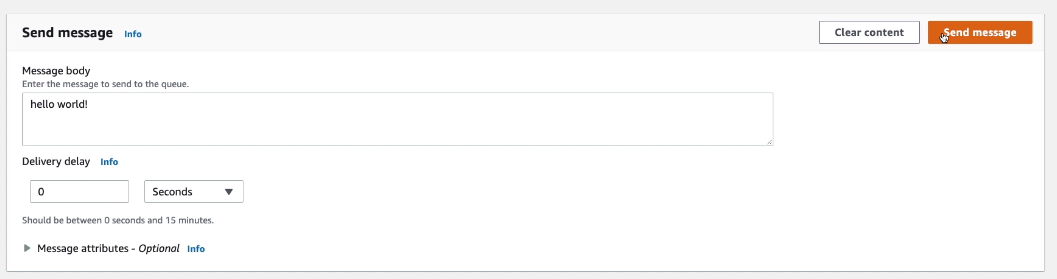 Send message Info Clear content Send message
Message body
Enter the message to send to the queue.
hello world!
Delivery delay Info
0 Seconds
Should be between 0 seconds and 15 minutes.
Message attributes - Optional Info